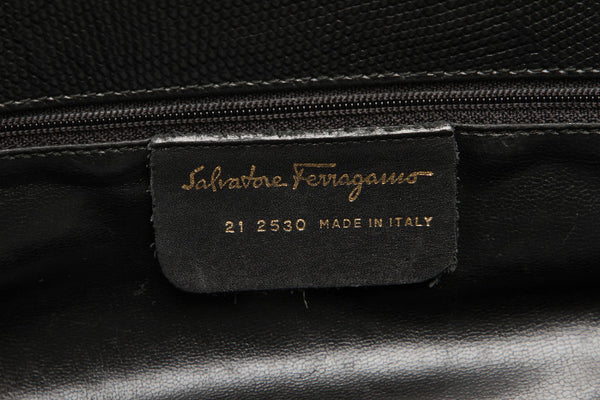 Salvatore Ferragamo
21 2530 MADE IN ITALY